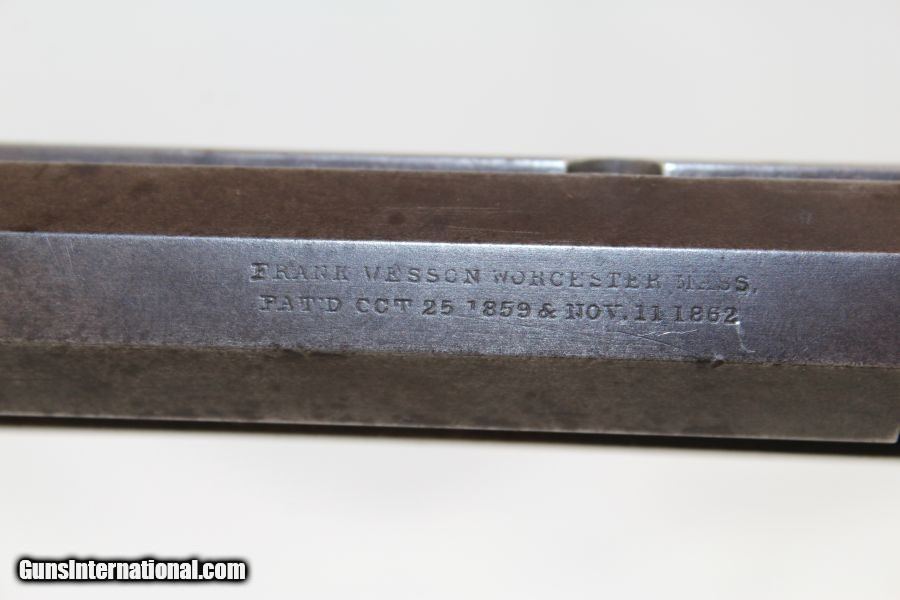 FRANK WESSON WORCESTER MASS.
PAT'D OCT 25 1859 & NOV. 11 1862
GunsInternational.com